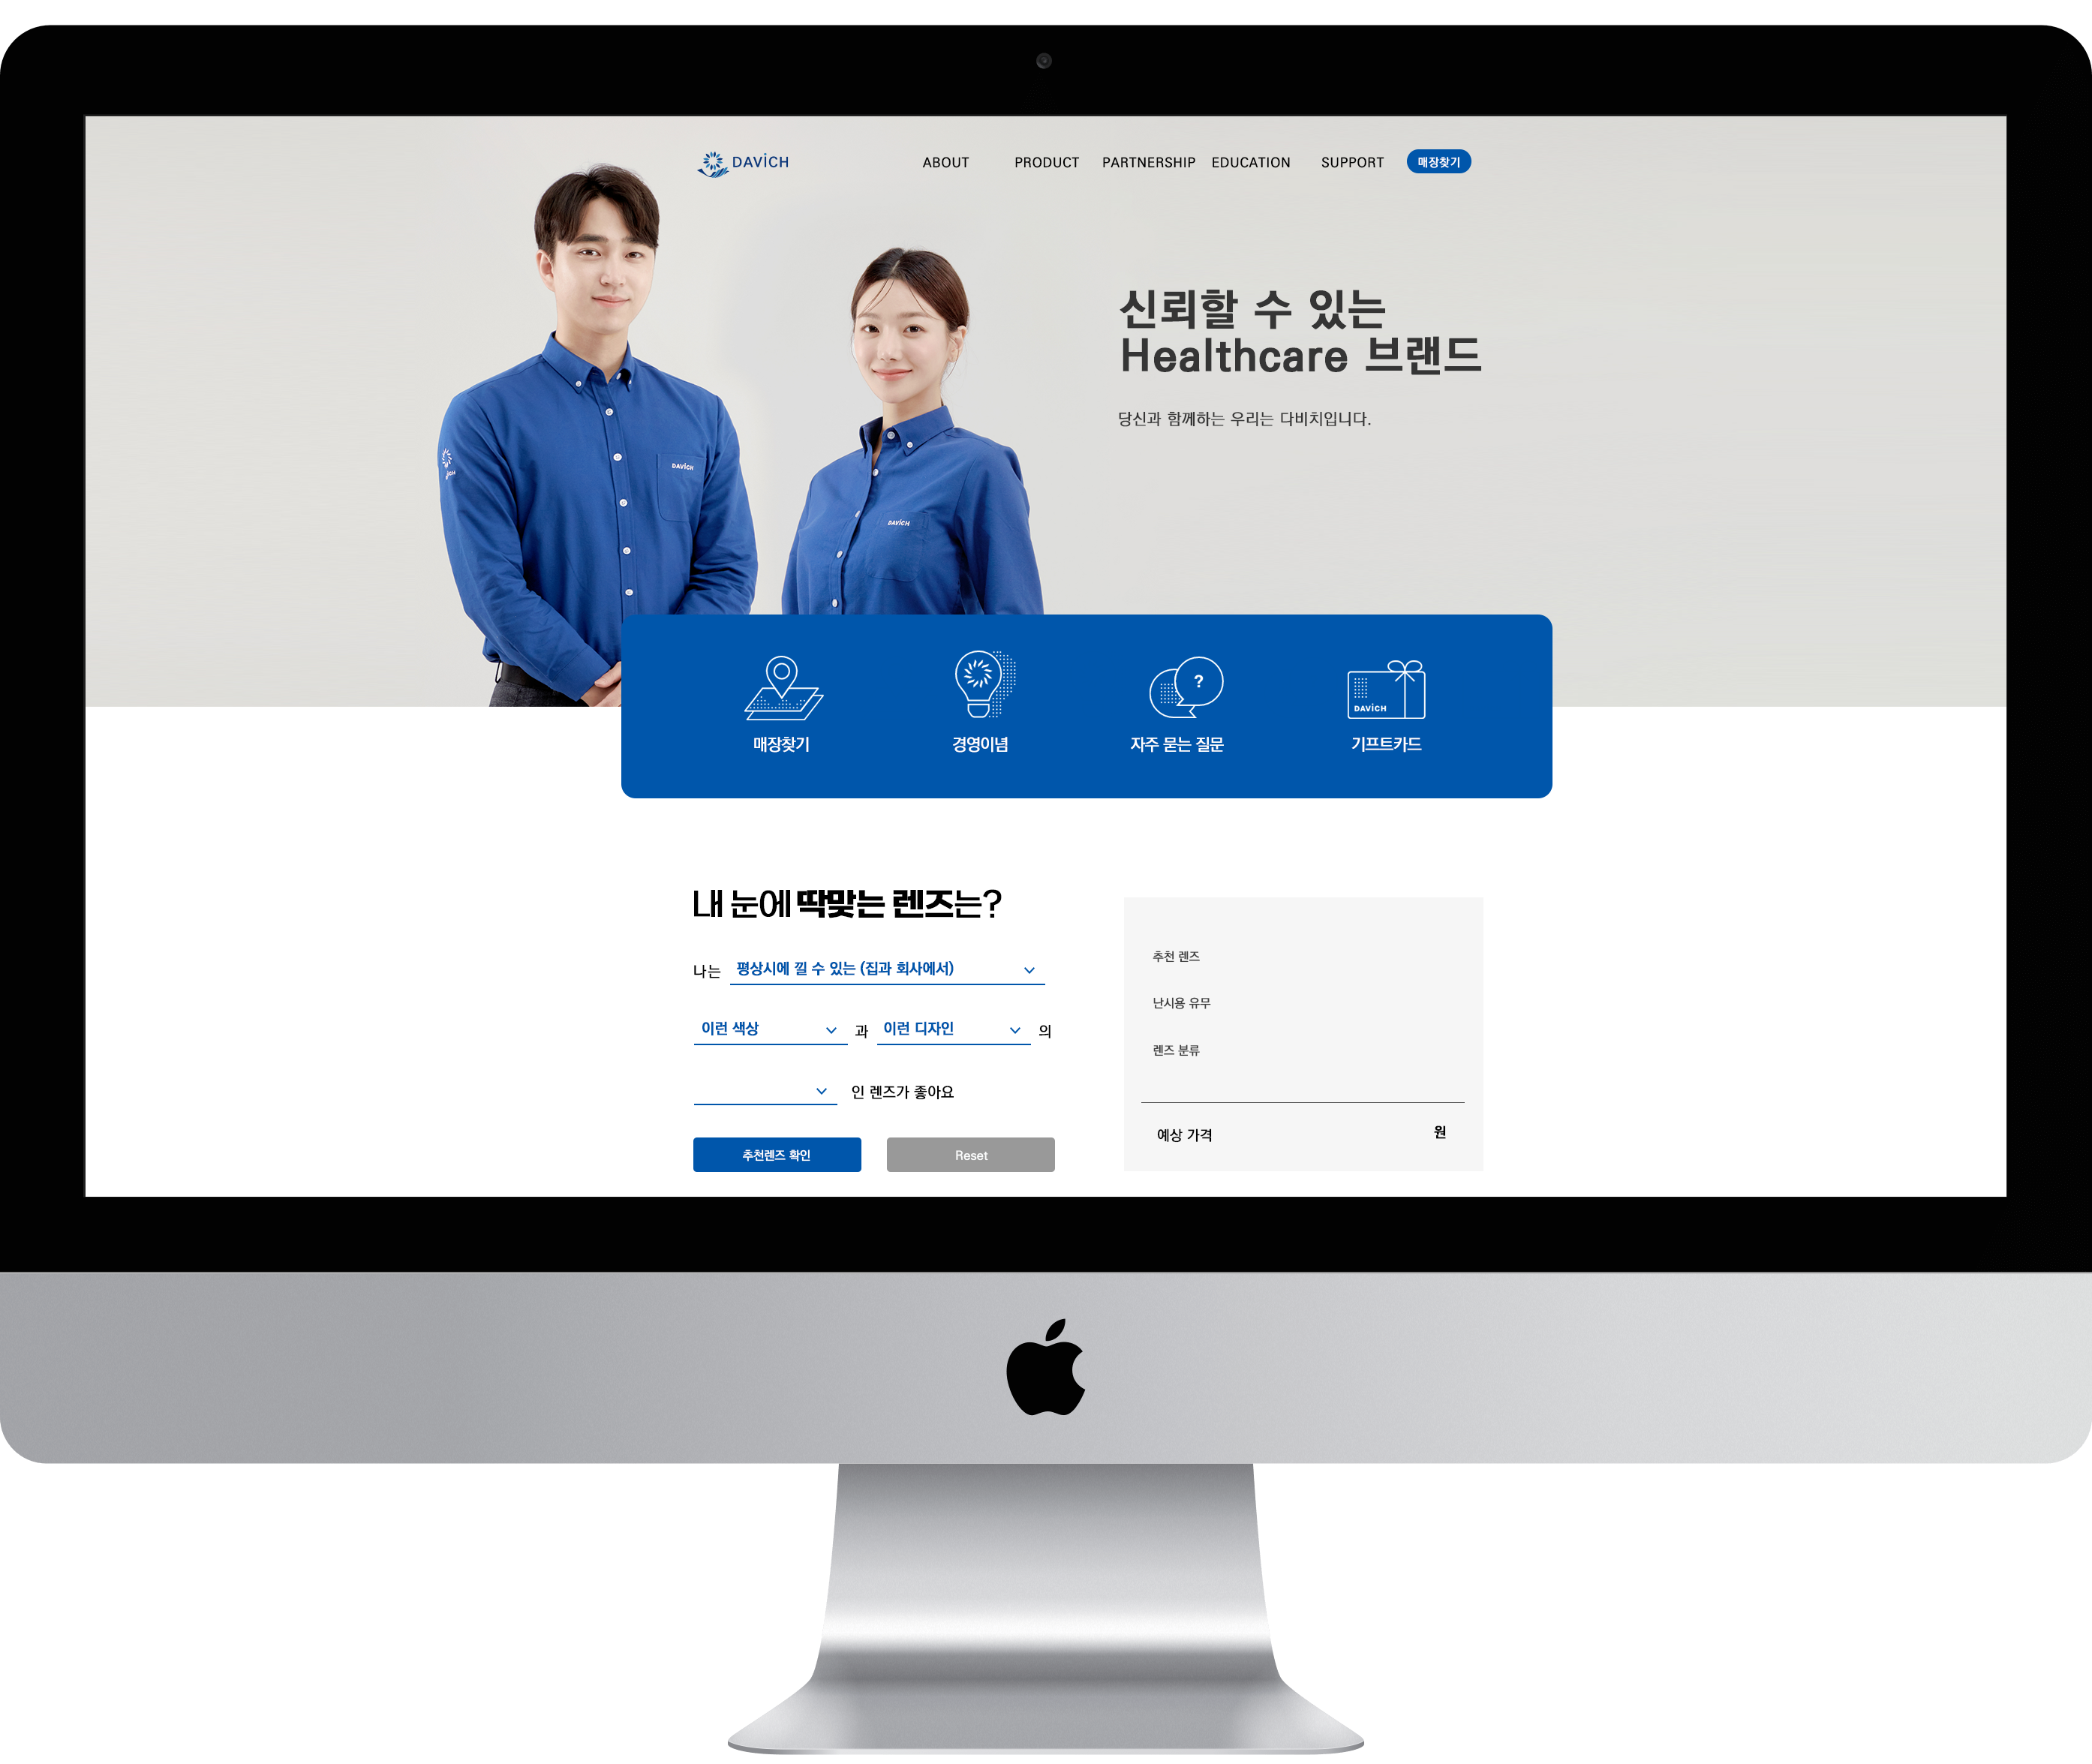 DAVICH
ABOUT PRODUCT PARTNERSHIP EDUCATION SUPPORT 매장찾기
신뢰할 수 있는
Healthcare 브랜드
당신과 함께하는 우리는 다비치입니다.
DAVICH
DAVICH
ICH
DAVICH
?
매장찾기 경영이념 자주 묻는 질문 기프트카드
내 눈에 딱맞는 렌즈는?
나는 평상시에 낄 수 있는 (집과 회사에서)
이런 색상 과 이런 디자인 의
인 렌즈가 좋아요
추천렌즈 확인 Reset
추천 렌즈
난시용 유무
렌즈 분류
예상 가격 원